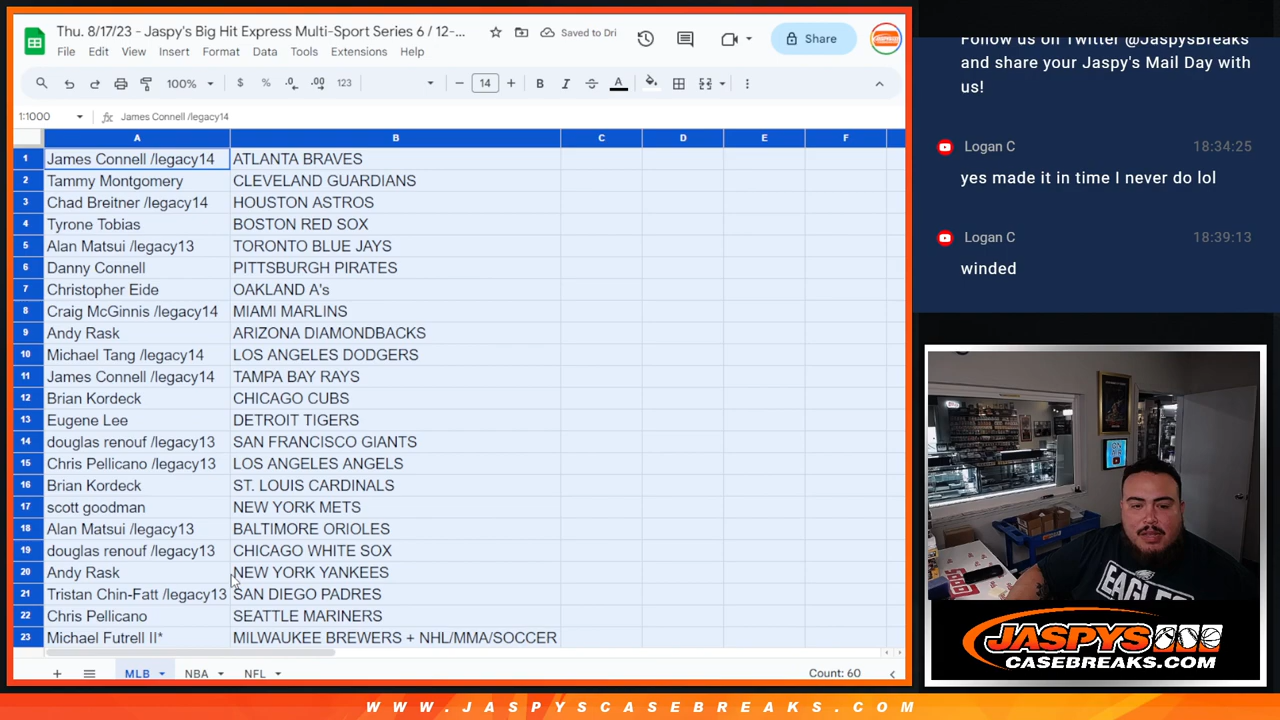 Thu. 8/17/23 - Jaspy's Big Hit Express Multi-Sport Series 6 / 12-...
Saved to Dri
Share
File Edit View Insert Format Data Tools Extensions Help
100% $ % .0 .00 123 14 B I S A
1:1000 fx James Connell /legacy14
A B C D E F
1 James Connell /legacy14 ATLANTA BRAVES
2 Tammy Montgomery CLEVELAND GUARDIANS
3 Chad Breitner /legacy14 HOUSTON ASTROS
4 Tyrone Tobias BOSTON RED SOX
5 Alan Matsui /legacy13 TORONTO BLUE JAYS
6 Danny Connell PITTSBURGH PIRATES
7 Christopher Eide OAKLAND A's
8 Craig McGinnis /legacy14 MIAMI MARLINS
9 Andy Rask ARIZONA DIAMONDBACKS
10 Michael Tang /legacy14 LOS ANGELES DODGERS
11 James Connell /legacy14 TAMPA BAY RAYS
12 Brian Kordeck CHICAGO CUBS
13 Eugene Lee DETROIT TIGERS
14 douglas renouf /legacy13 SAN FRANCISCO GIANTS
15 Chris Pellicano /legacy13 LOS ANGELES ANGELS
16 Brian Kordeck ST. LOUIS CARDINALS
17 scott goodman NEW YORK METS
18 Alan Matsui /legacy13 BALTIMORE ORIOLES
19 douglas renouf /legacy13 CHICAGO WHITE SOX
20 Andy Rask NEW YORK YANKEES
21 Tristan Chin-Fatt /legacy13 SAN DIEGO PADRES
22 Chris Pellicano SEATTLE MARINERS
23 Michael Futrell II* MILWAUKEE BREWERS + NHL/MMA/SOCCER
MLB NBA NFL Count: 60
Follow us on Twitter @JaspysBreaks
and share your Jaspy's Mail Day with
us!
Logan C 18:34:25
yes made it in time I never do lol
Logan C 18:39:13
winded
EAGLES
JASPYS
CASEBREAKS.COM
WWW.JASPYSCASEBREAKS.COM